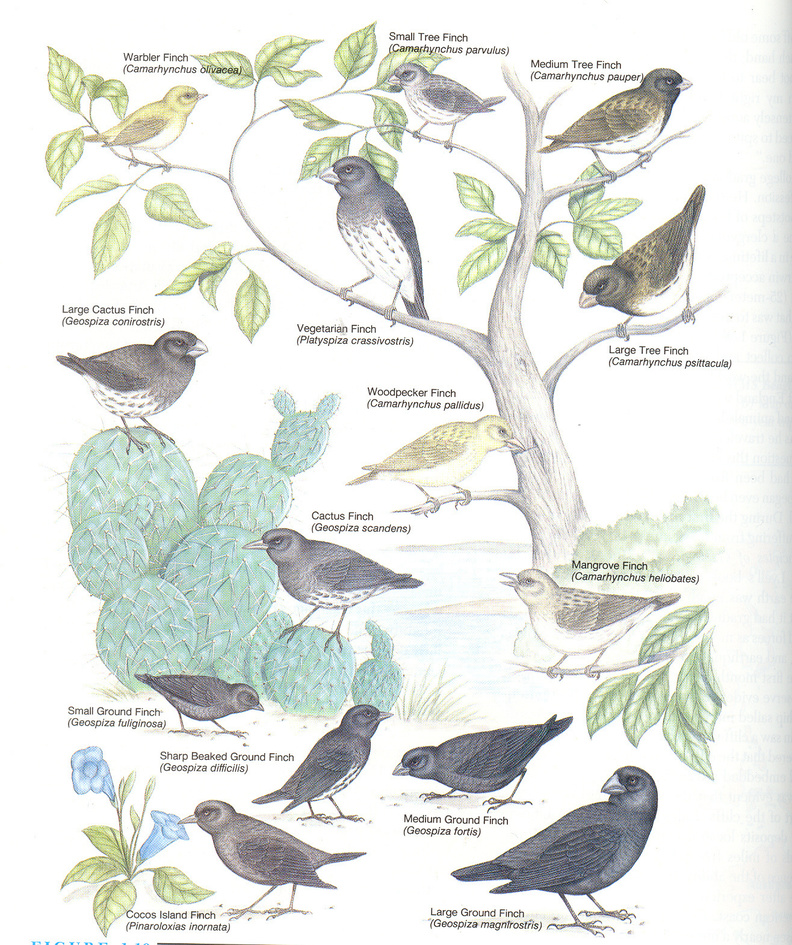 Small Tree Finch
(Camarhynchus parvulus)
Warbler Finch
(Camarhynchus olivacea)
Medium Tree Finch
(Camarhynchus pauper)
Large Cactus Finch
(Geospiza conirostris)
Vegetarian Finch
(Platyspiza crassivostris)
Large Tree Finch
(Camarhynchus psittacula)
Woodpecker Finch
(Camarhynchus pallidus)
Cactus Finch
(Geospiza scandens)
Mangrove Finch
(Camarhynchus heliobates)
Small Ground Finch
(Geospiza fuliginosa)
Sharp Beaked Ground Finch
(Geospiza difficilis)
Medium Ground Finch
(Geospiza fortis)
Cocos Island Finch
(Pinaroloxias inornata)
Large Ground Finch
(Geospiza magnifrostris)
FIGURE